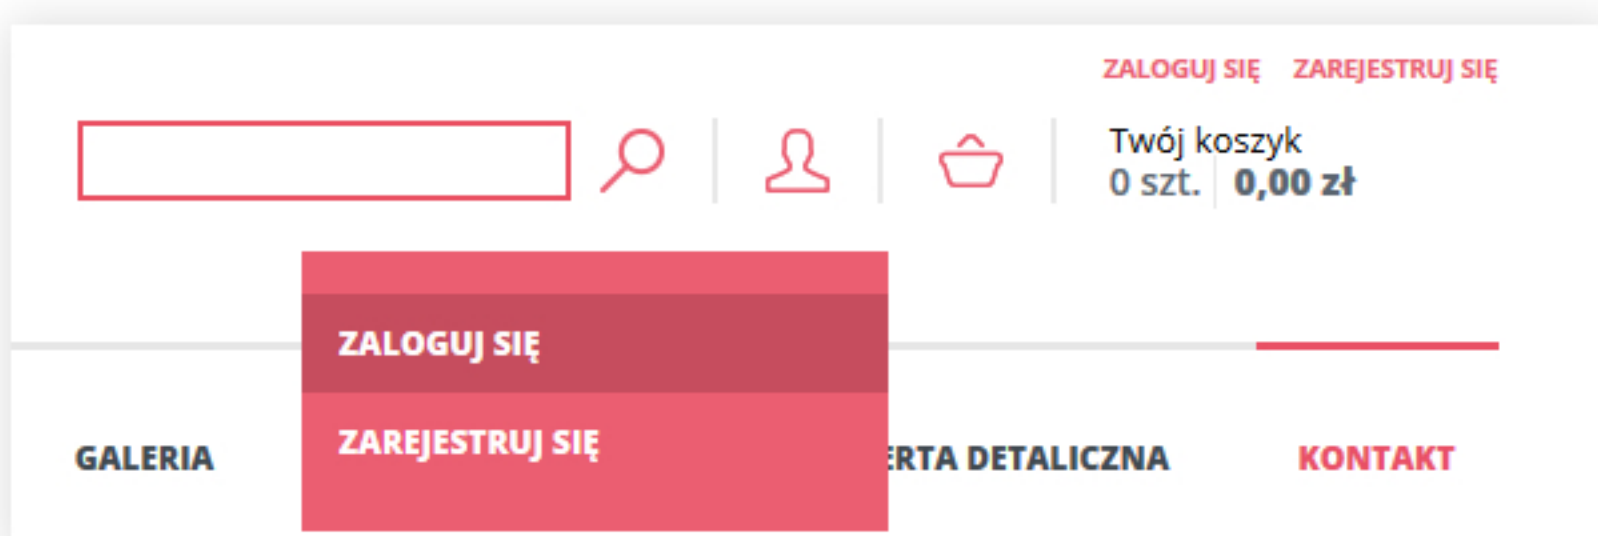 ZALOGUJ SIĘ ZAREJESTRUJ SIĘ
Twój koszyk
0 szt. 0,00 zł
ZALOGUJ SIĘ
ZAREJESTRUJ SIĘ
GALERIA ERTA DETALICZNA KONTAKT